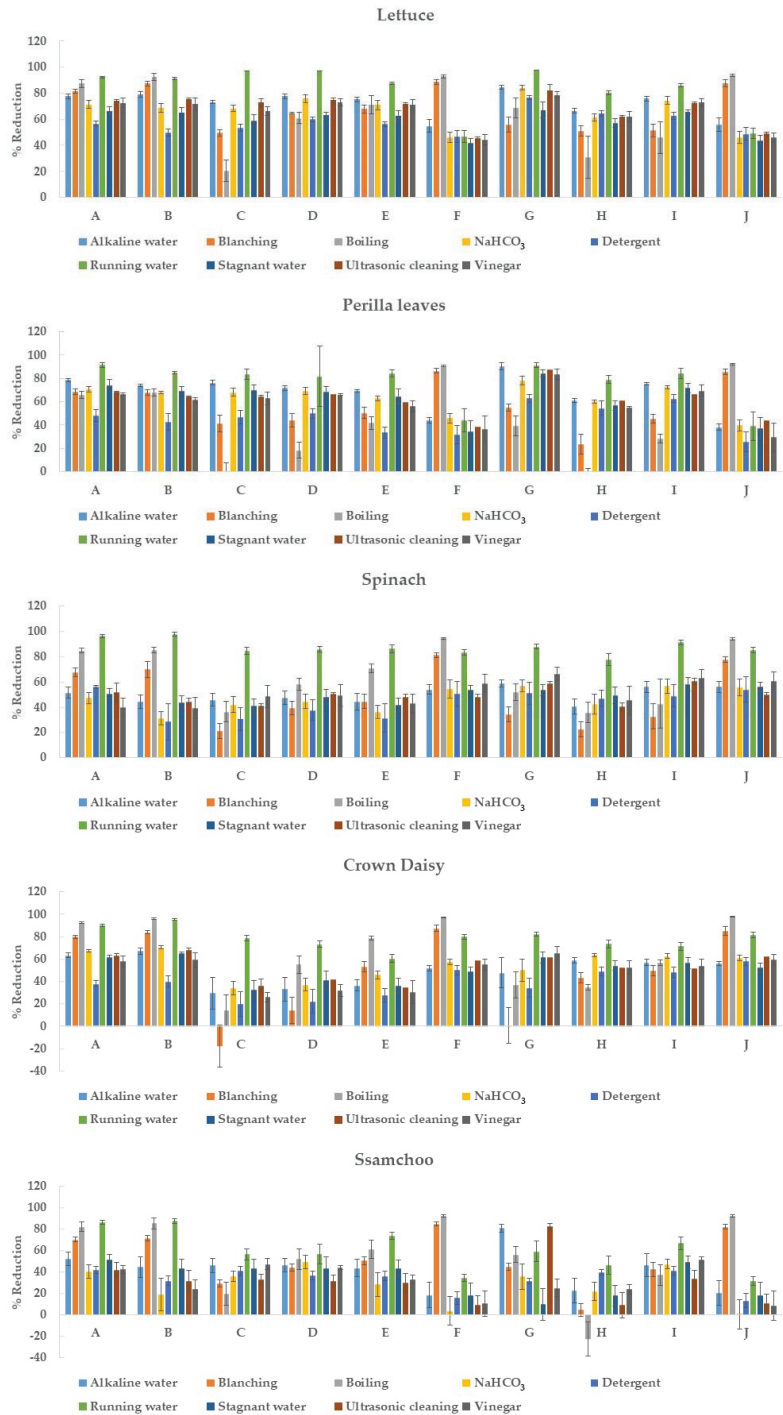 Lettuce
120
100
80
60
40
20
0
% Reduction
A B C D E F G H I J
Alkaline water Blanching Boiling NaHCO₃ Detergent
Running water Stagnant water Ultrasonic cleaning Vinegar
Perilla leaves
120
100
80
60
40
20
0
% Reduction
A B C D E F G H I J
Alkaline water Blanching Boiling NaHCO₃ Detergent
Running water Stagnant water Ultrasonic cleaning Vinegar
Spinach
120
100
80
60
40
20
0
% Reduction
A B C D E F G H I J
Alkaline water Blanching Boiling NaHCO₃ Detergent
Running water Stagnant water Ultrasonic cleaning Vinegar
Crown Daisy
120
100
80
60
40
20
0
-20
-40
% Reduction
A B C D E F G H I J
Alkaline water Blanching Boiling NaHCO₃ Detergent
Running water Stagnant water Ultrasonic cleaning Vinegar
Ssamchoo
120
100
80
60
40
20
0
-20
-40
% Reduction
A B C D E F G H I J
Alkaline water Blanching Boiling NaHCO₃ Detergent
Running water Stagnant water Ultrasonic cleaning Vinegar